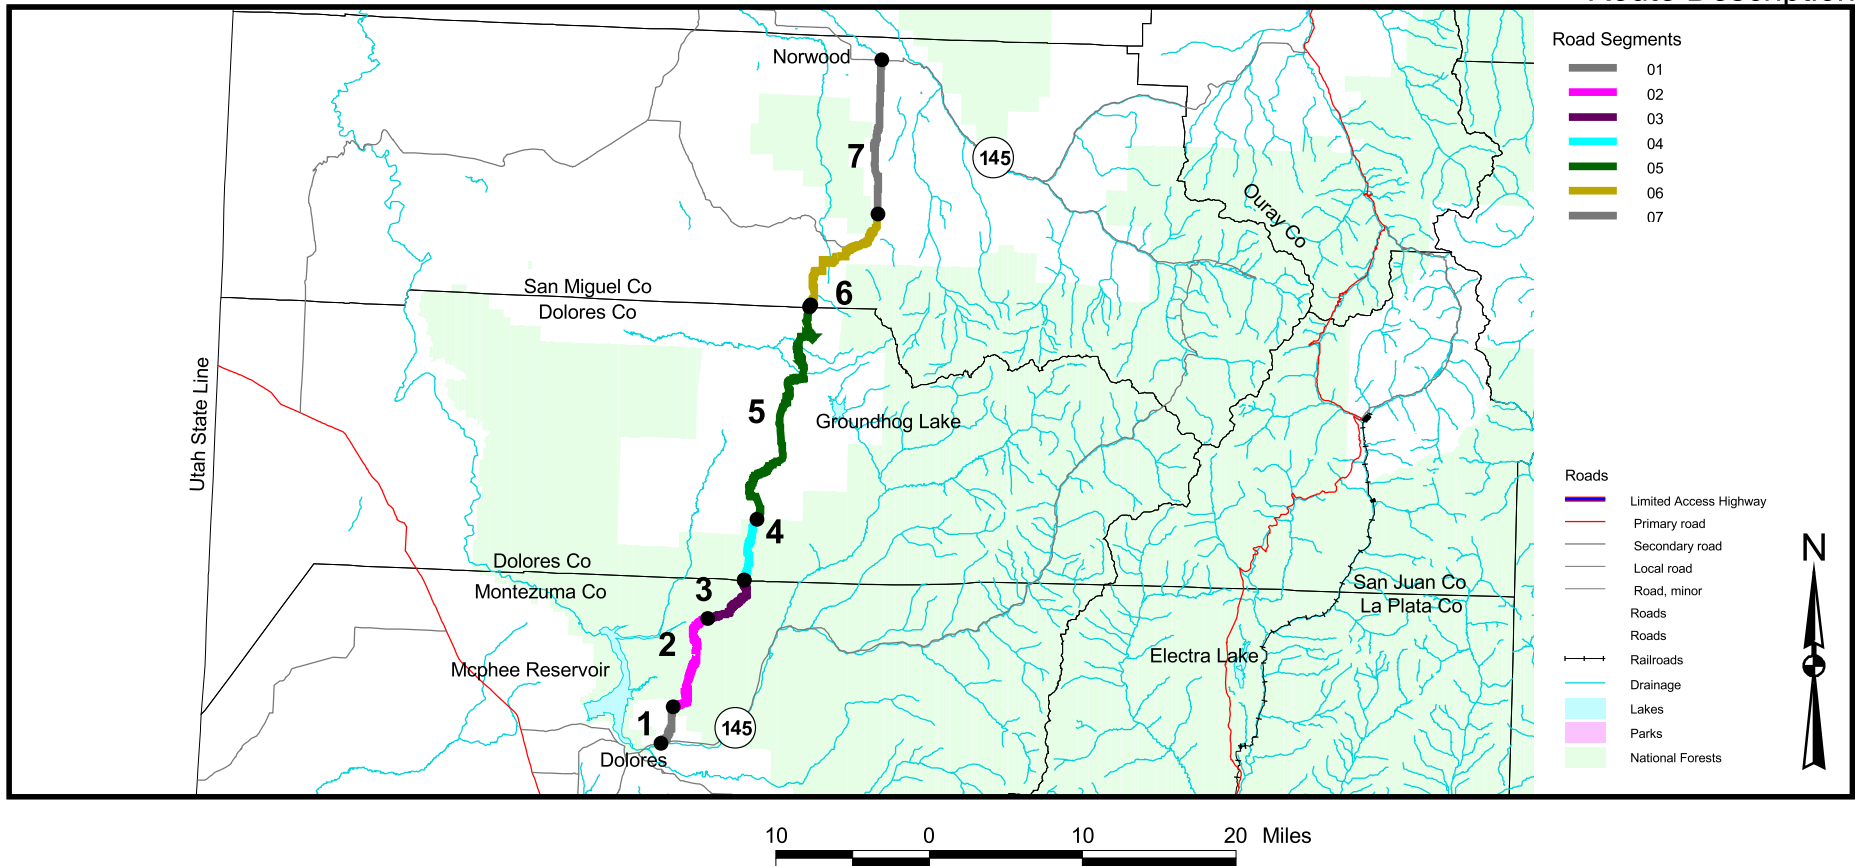 Route Description
Norwood
7
145
Ouray Co
San Miguel Co
Dolores Co
6
Utah State Line
5
Groundhog Lake
4
Dolores Co
Montezuma Co
3
2
Mcphee Reservoir
1
145
Dolores
Electra Lake
San Juan Co
La Plata Co
Road Segments
01
02
03
04
05
06
07
Roads
Limited Access Highway
Primary road
Secondary road
Local road
Road, minor
Roads
Roads
Railroads
Drainage
Lakes
Parks
National Forests
N
10 0 10 20 Miles